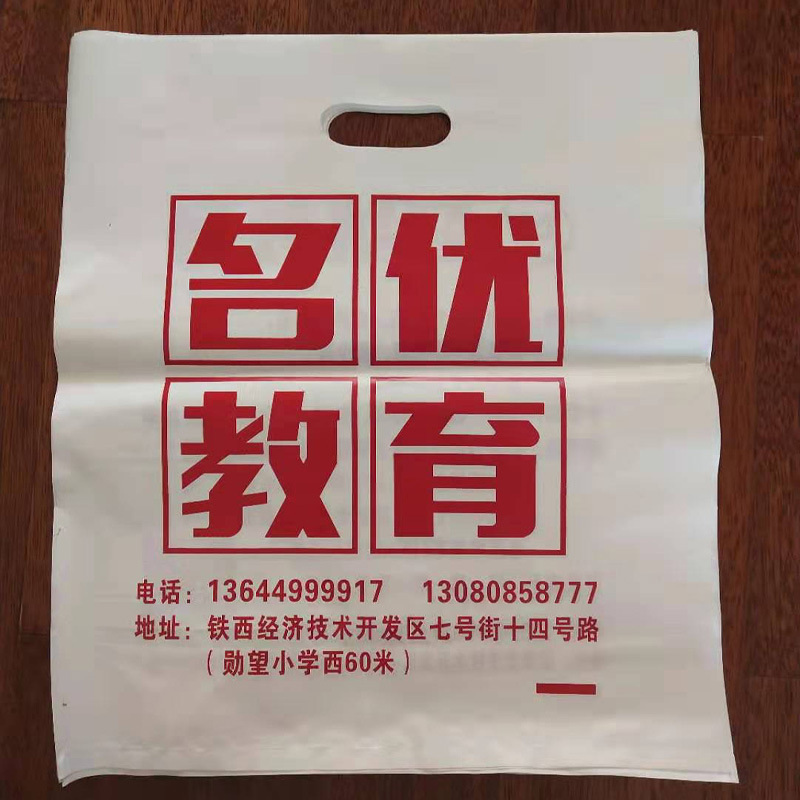 名优
教育
电话：13644999917 13080858777
地址：铁西经济技术开发区七号街十四号路
（勋望小学西60米）